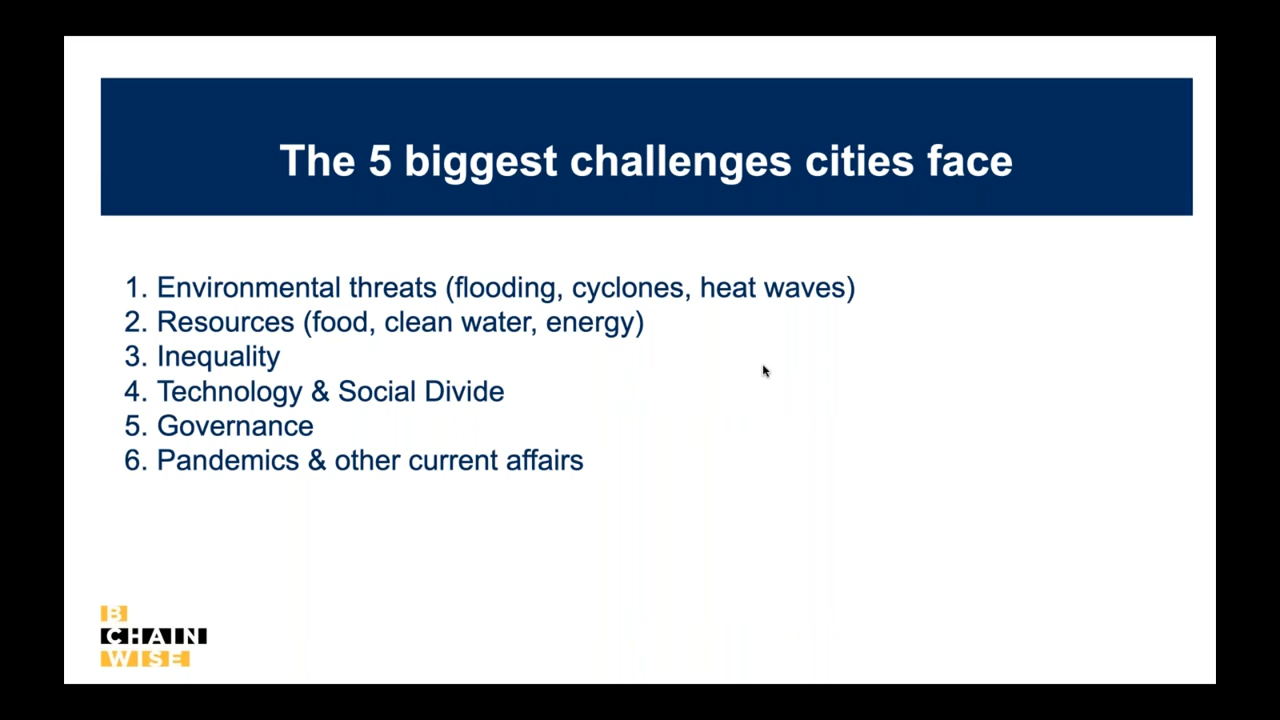 The 5 biggest challenges cities face
1. Environmental threats (flooding, cyclones, heat waves)
2. Resources (food, clean water, energy)
3. Inequality
4. Technology & Social Divide
5. Governance
6. Pandemics & other current affairs
B
CHAIN
WISE